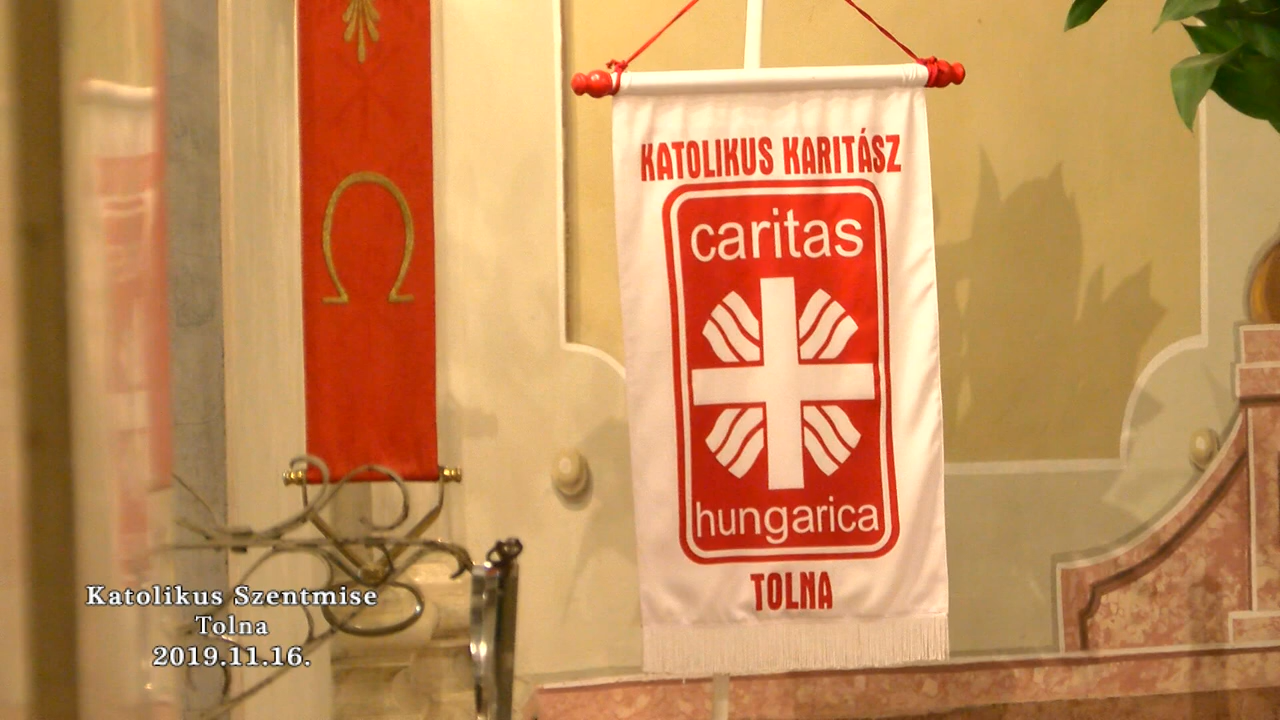 Ω
KATOLIKUS KARITÁSZ
caritas
hungarica
TOLNA
Katolikus Szentmise
Tolna
2019.11.16.